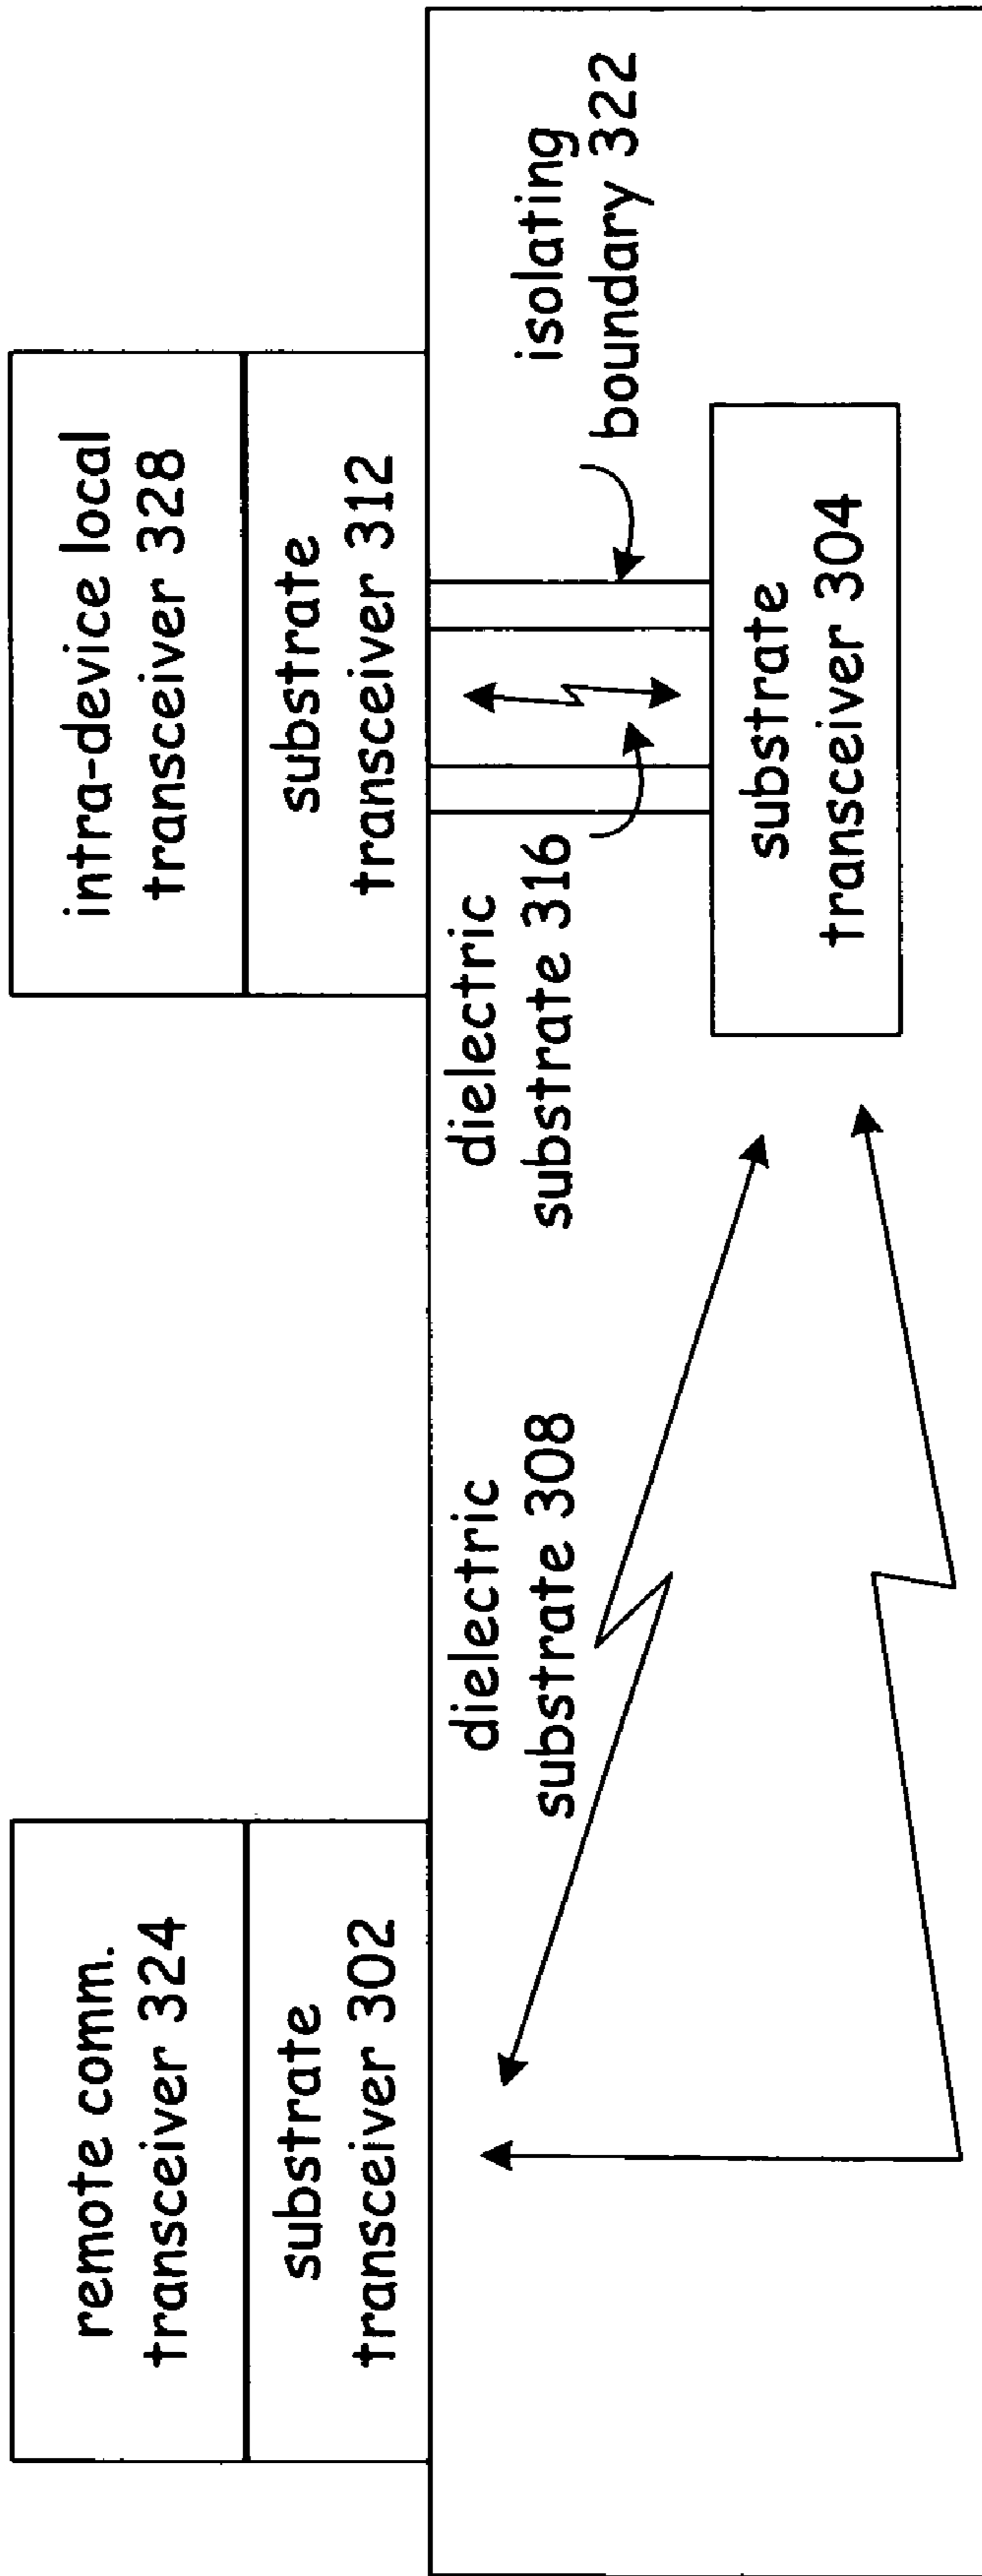 remote comm.
transceiver 324
substrate
transceiver 302
intra-device local
transceiver 328
substrate
transceiver 312
dielectric
substrate 308
dielectric
substrate 316
isolating
boundary 322
substrate
transceiver 304